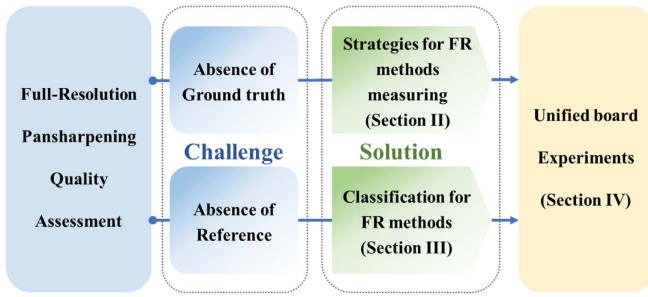 Full-Resolution
Pansharpening
Quality
Assessment
Absence of
Ground truth
Challenge
Absence of
Reference
Strategies for FR
methods
measuring
(Section II)
Solution
Classification for
FR methods
(Section III)
Unified board
Experiments
(Section IV)